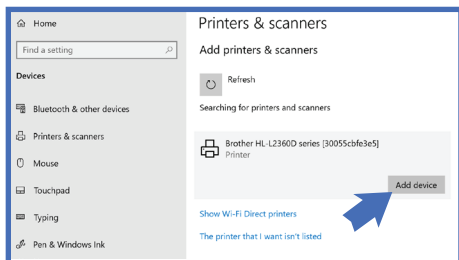 Home
Find a setting
Devices
Bluetooth & other devices
Printers & scanners
Mouse
Touchpad
Typing
Pen & Windows Ink
Printers & scanners
Add printers & scanners
Refresh
Searching for printers and scanners
Brother HL-L2360D series [30055cbfe3e5]
Printer
Add device
Show Wi-Fi Direct printers
The printer that I want isn't listed